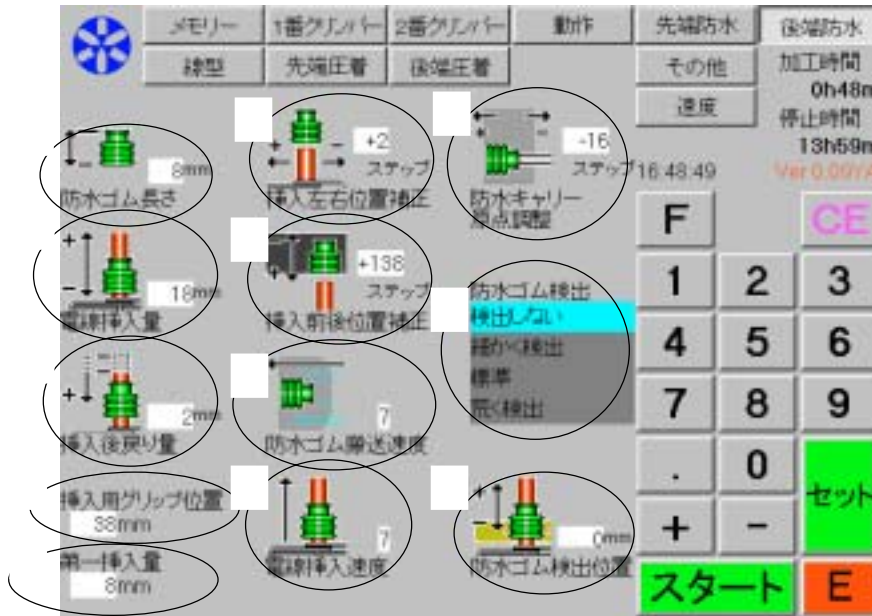 メモリー
1番グリンパー
2番グリンパー
動作
先端防水
後端防水
線型
先端圧着
後端圧着
その他
加工時間
0h48m
速度
停止時間
13h59m
16:48:49
Ver 0.09YA
8mm
防水ゴム長さ
+2
ステップ
挿入左右位置補正
-16
ステップ
防水キャリー
原点調整
18mm
電線挿入量
+138
ステップ
挿入前後位置補正
防水ゴム検出
検出しない
細かく検出
標準
荒く検出
2mm
挿入後戻り量
7
防水ゴム搬送速度
挿入用グリップ位置
38mm
第一挿入量
8mm
7
電線挿入速度
0mm
防水ゴム検出位置
F
CE
1
2
3
4
5
6
7
8
9
.
0
セット
+
-
スタート
E